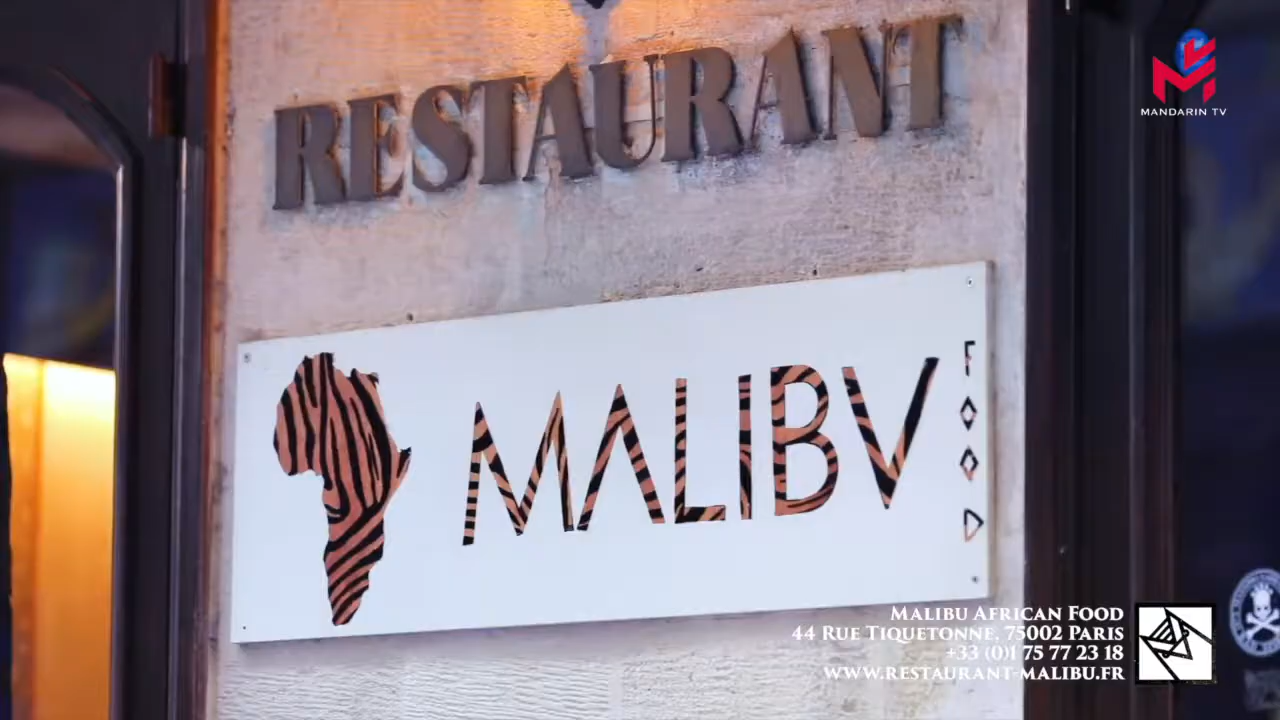 RESTAURANT
MANDARIN TV
MALIBV
FOOD
MALIBU AFRICAN FOOD
44 RUE TIQUETONNE, 75002 PARIS
+33 (0)1 75 77 23 18
WWW.RESTAURANT-MALIBU.FR